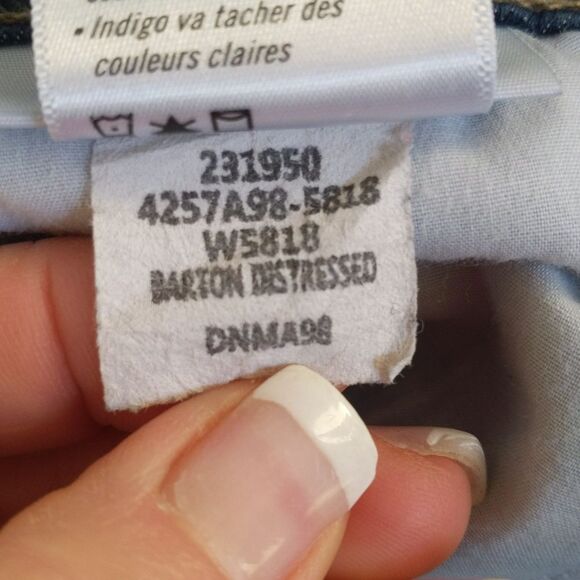 • Indigo va tacher des
couleurs claires
231950
4257A98-5818
W5818
BARTON DISTRESSED
DNMA98